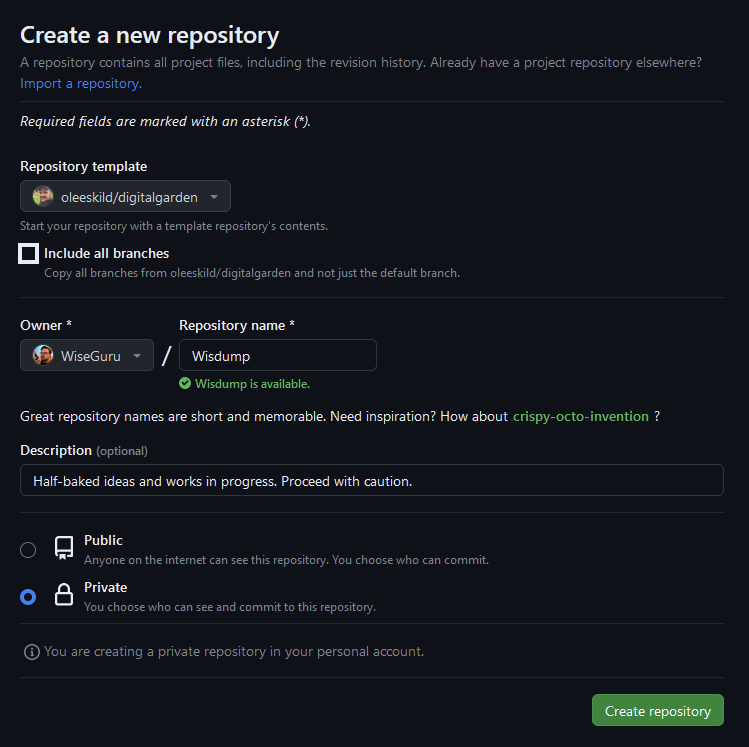 Create a new repository
A repository contains all project files, including the revision history. Already have a project repository elsewhere?
Import a repository.
Required fields are marked with an asterisk (*).
Repository template
oleeskild/digitalgarden
Start your repository with a template repository's contents.
Include all branches
Copy all branches from oleeskild/digitalgarden and not just the default branch.
Owner * Repository name *
WiseGuru / Wisdump
Wisdump is available.
Great repository names are short and memorable. Need inspiration? How about crispy-octo-invention ?
Description (optional)
Half-baked ideas and works in progress. Proceed with caution.
Public
Anyone on the internet can see this repository. You choose who can commit.
Private
You choose who can see and commit to this repository.
You are creating a private repository in your personal account.
Create repository